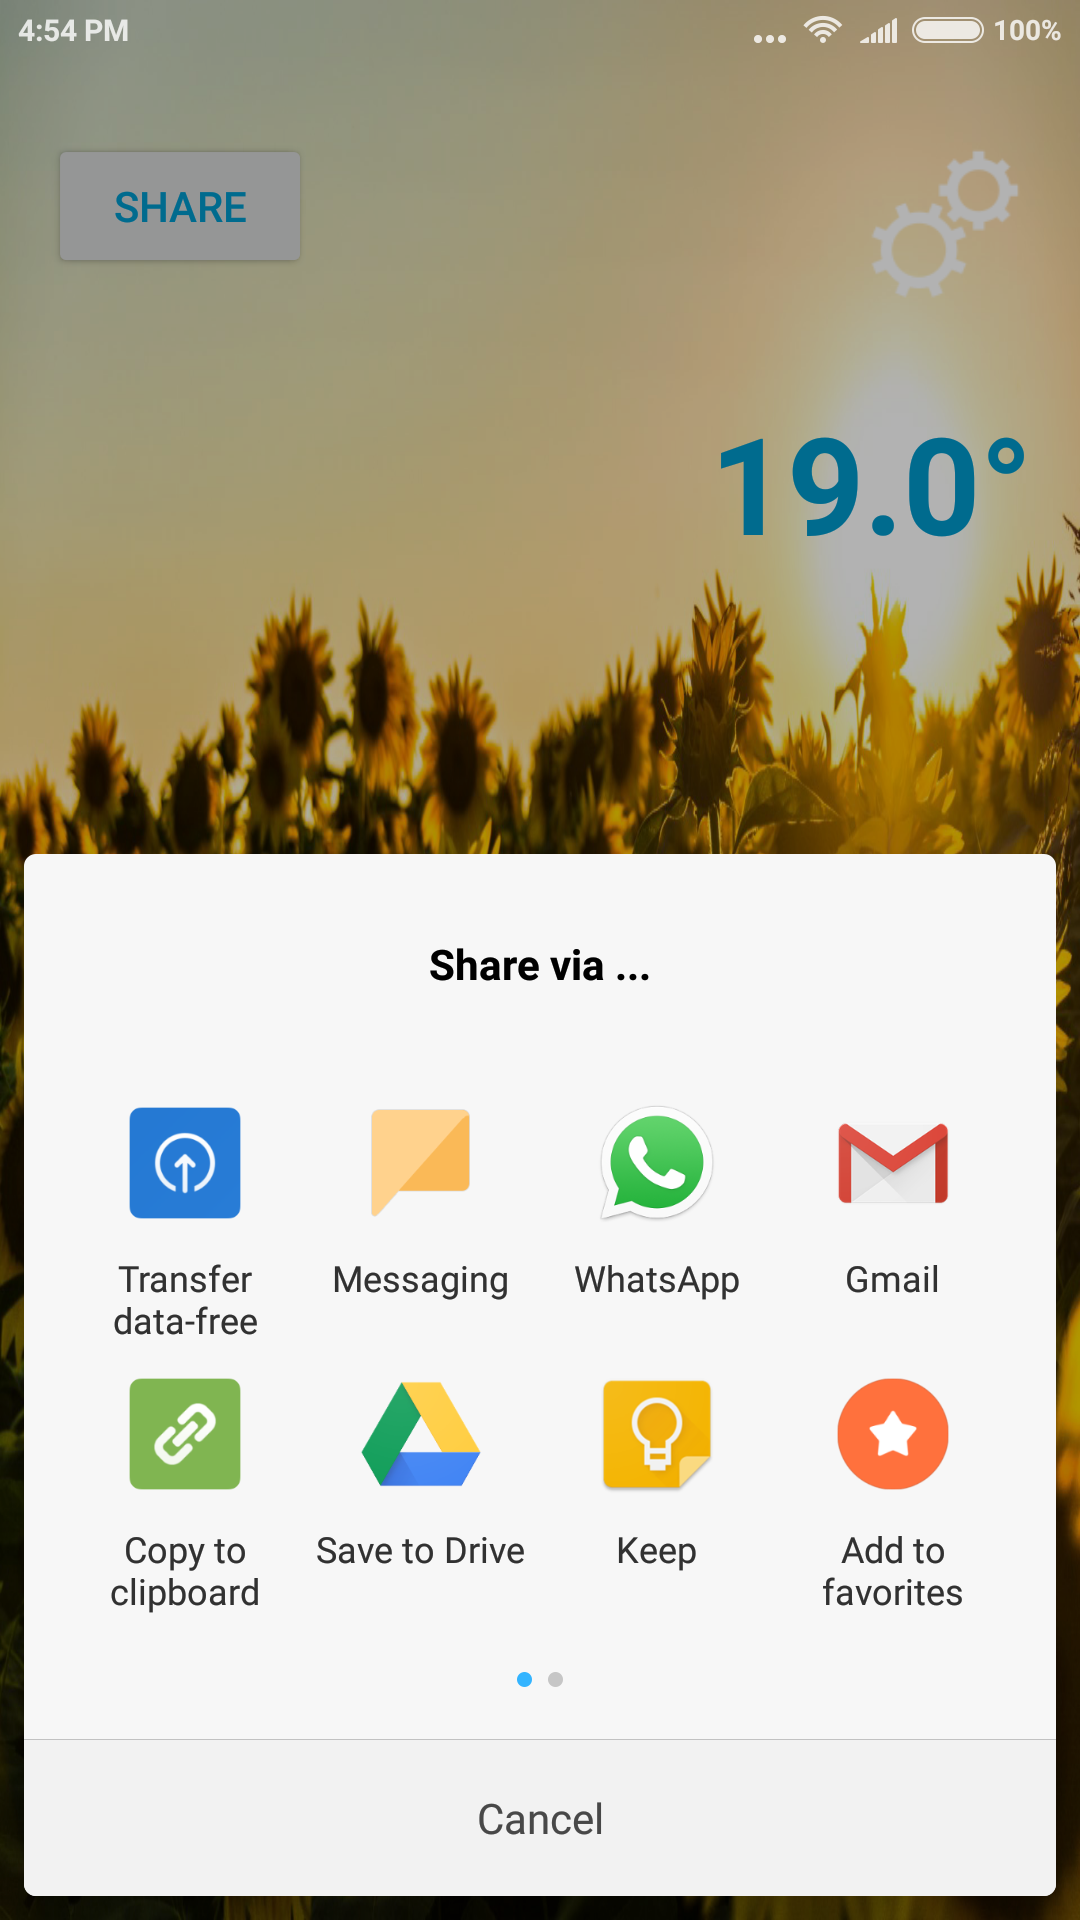 4:54 PM
100%
SHARE
19.0°
Share via ...
Transfer
data-free
Messaging
WhatsApp
Gmail
Copy to
clipboard
Save to Drive
Keep
Add to
favorites
Cancel